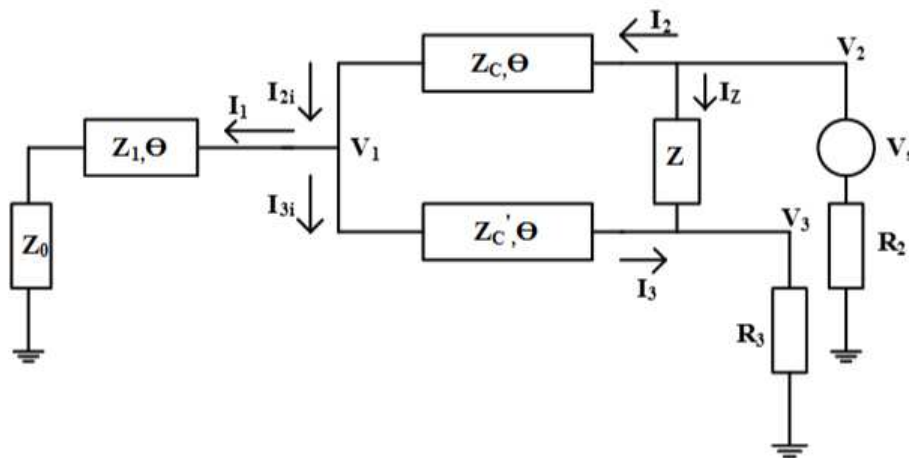 I₂
V₂
Z_C,Θ
I₂ᵢ
I_Z
I₁
Z₁,Θ
V₁
Z
I₃ᵢ
V₃
Z₀
Z_C',Θ
R₂
I₃
R₃